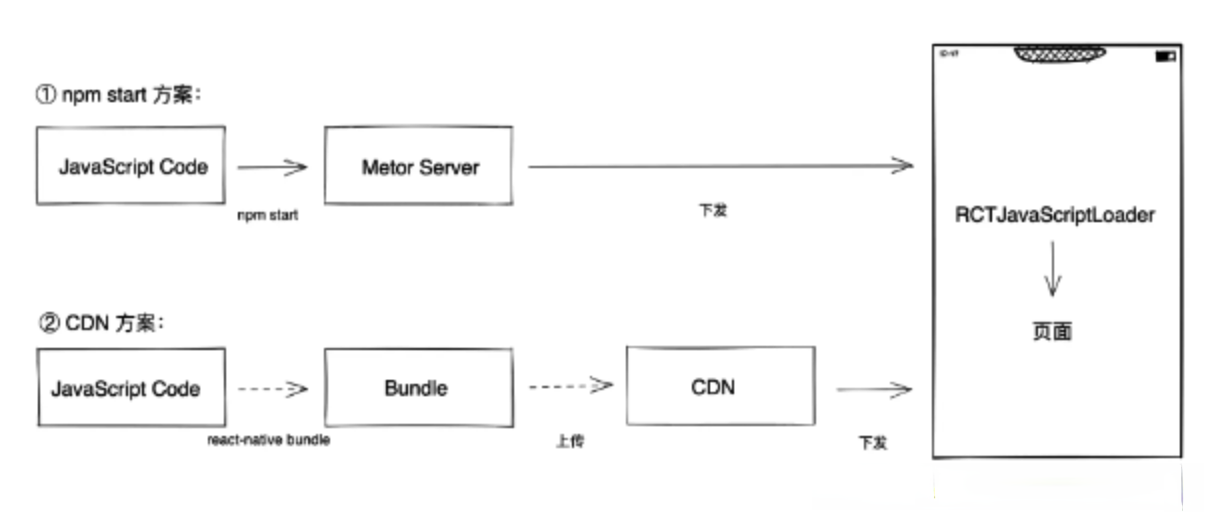 ① npm start 方案:
JavaScript Code
npm start
Metor Server
下发
② CDN 方案:
JavaScript Code
react-native bundle
Bundle
上传
CDN
下发
RCTJavaScriptLoader
页面